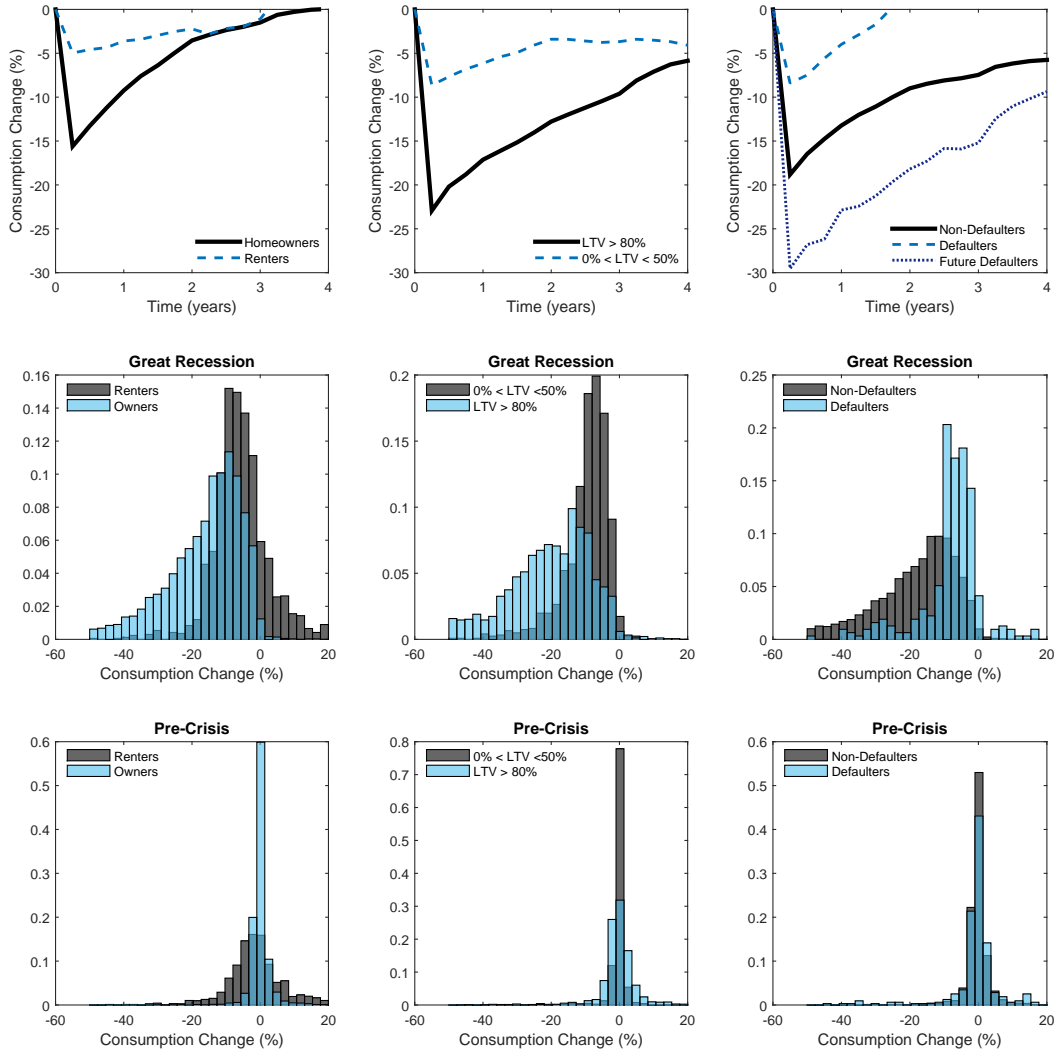 0
-5
-10
-15
-20
-25
-30
Consumption Change (%)
Homeowners
Renters
0 1 2 3 4
Time (years)
0
-5
-10
-15
-20
-25
-30
Consumption Change (%)
LTV > 80%
0% < LTV < 50%
0 1 2 3 4
Time (years)
0
-5
-10
-15
-20
-25
-30
Consumption Change (%)
Non-Defaulters
Defaulters
Future Defaulters
0 1 2 3 4
Time (years)
Great Recession
0.16
0.14
0.12
0.1
0.08
0.06
0.04
0.02
0
Renters
Owners
-60 -40 -20 0 20
Consumption Change (%)
Great Recession
0.2
0.15
0.1
0.05
0
0% < LTV <50%
LTV > 80%
-60 -40 -20 0 20
Consumption Change (%)
Great Recession
0.25
0.2
0.15
0.1
0.05
0
Non-Defaulters
Defaulters
-60 -40 -20 0 20
Consumption Change (%)
Pre-Crisis
0.6
0.5
0.4
0.3
0.2
0.1
0
Renters
Owners
-60 -40 -20 0 20
Consumption Change (%)
Pre-Crisis
0.8
0.7
0.6
0.5
0.4
0.3
0.2
0.1
0
0% < LTV <50%
LTV > 80%
-60 -40 -20 0 20
Consumption Change (%)
Pre-Crisis
0.6
0.5
0.4
0.3
0.2
0.1
0
Non-Defaulters
Defaulters
-60 -40 -20 0 20
Consumption Change (%)